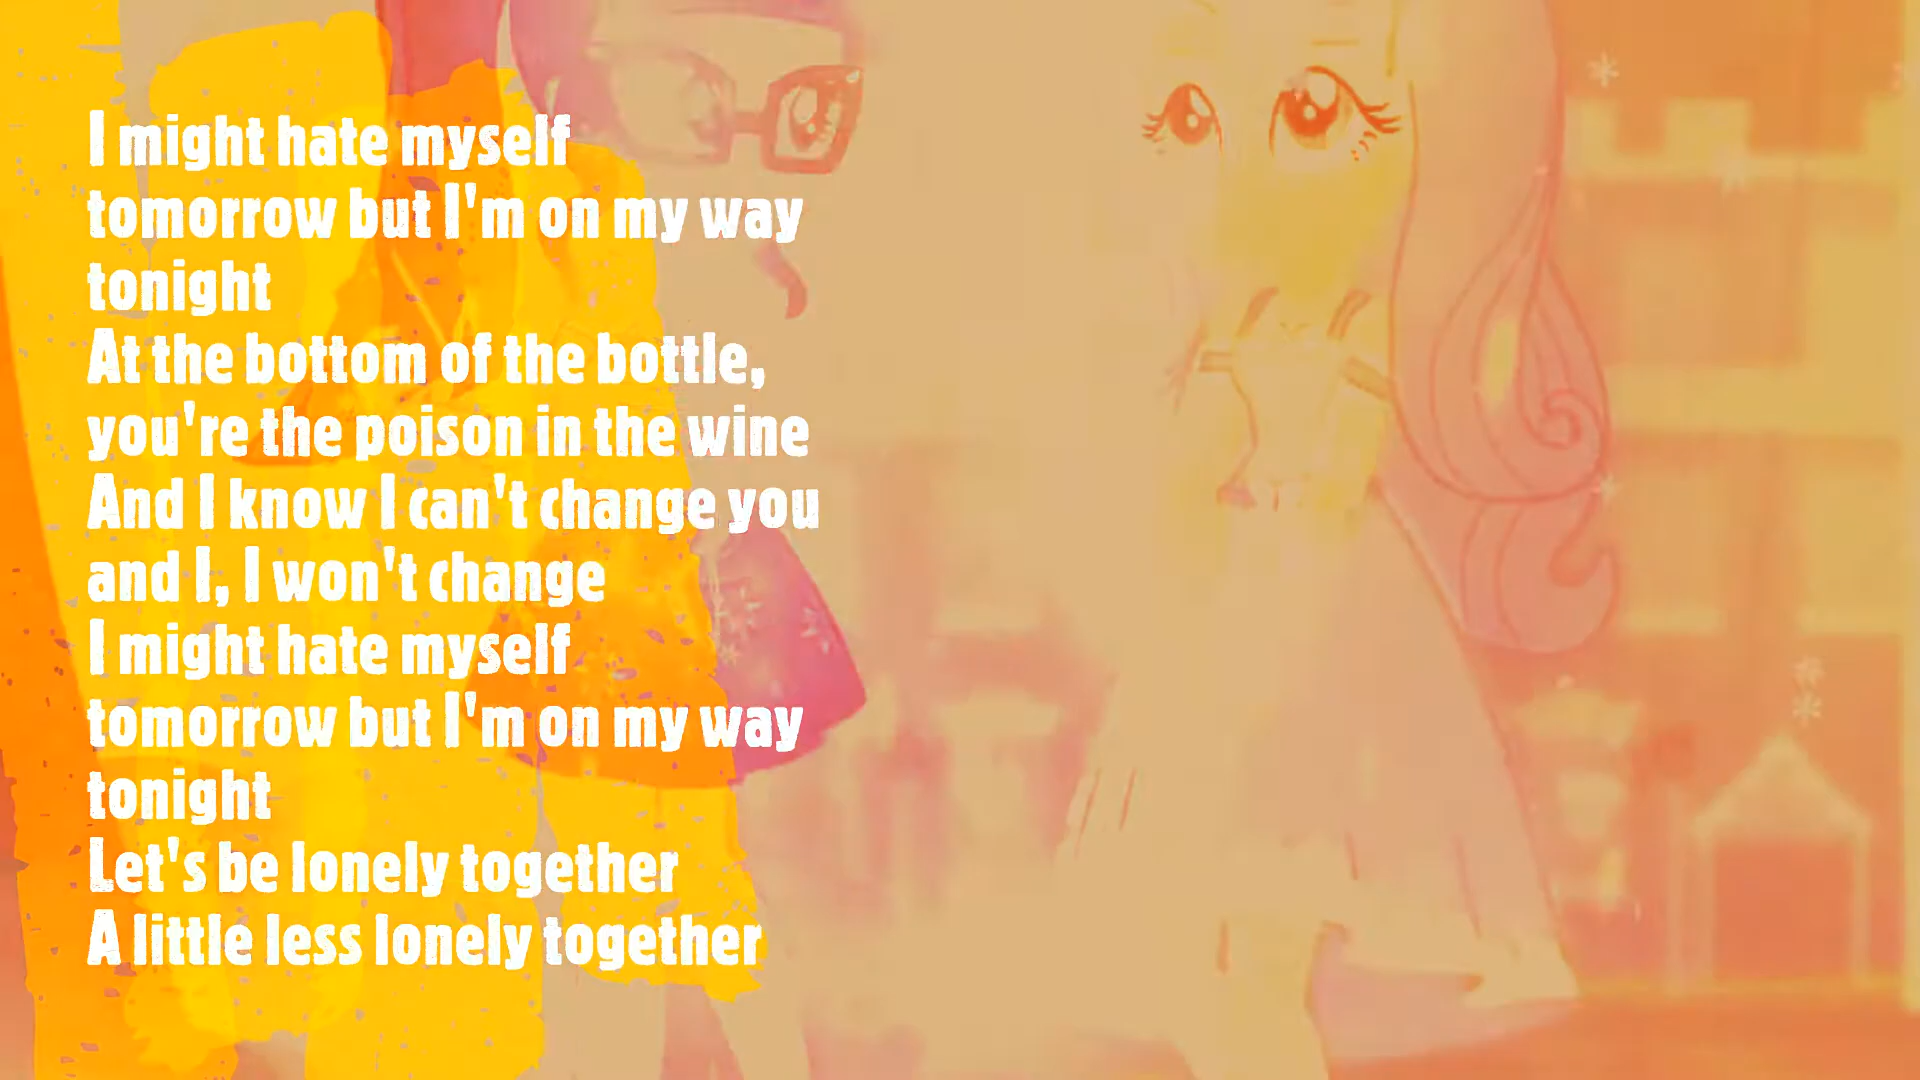 I might hate myself
tomorrow but I'm on my way
tonight
At the bottom of the bottle,
you're the poison in the wine
And I know I can't change you
and I, I won't change
I might hate myself
tomorrow but I'm on my way
tonight
Let's be lonely together
A little less lonely together